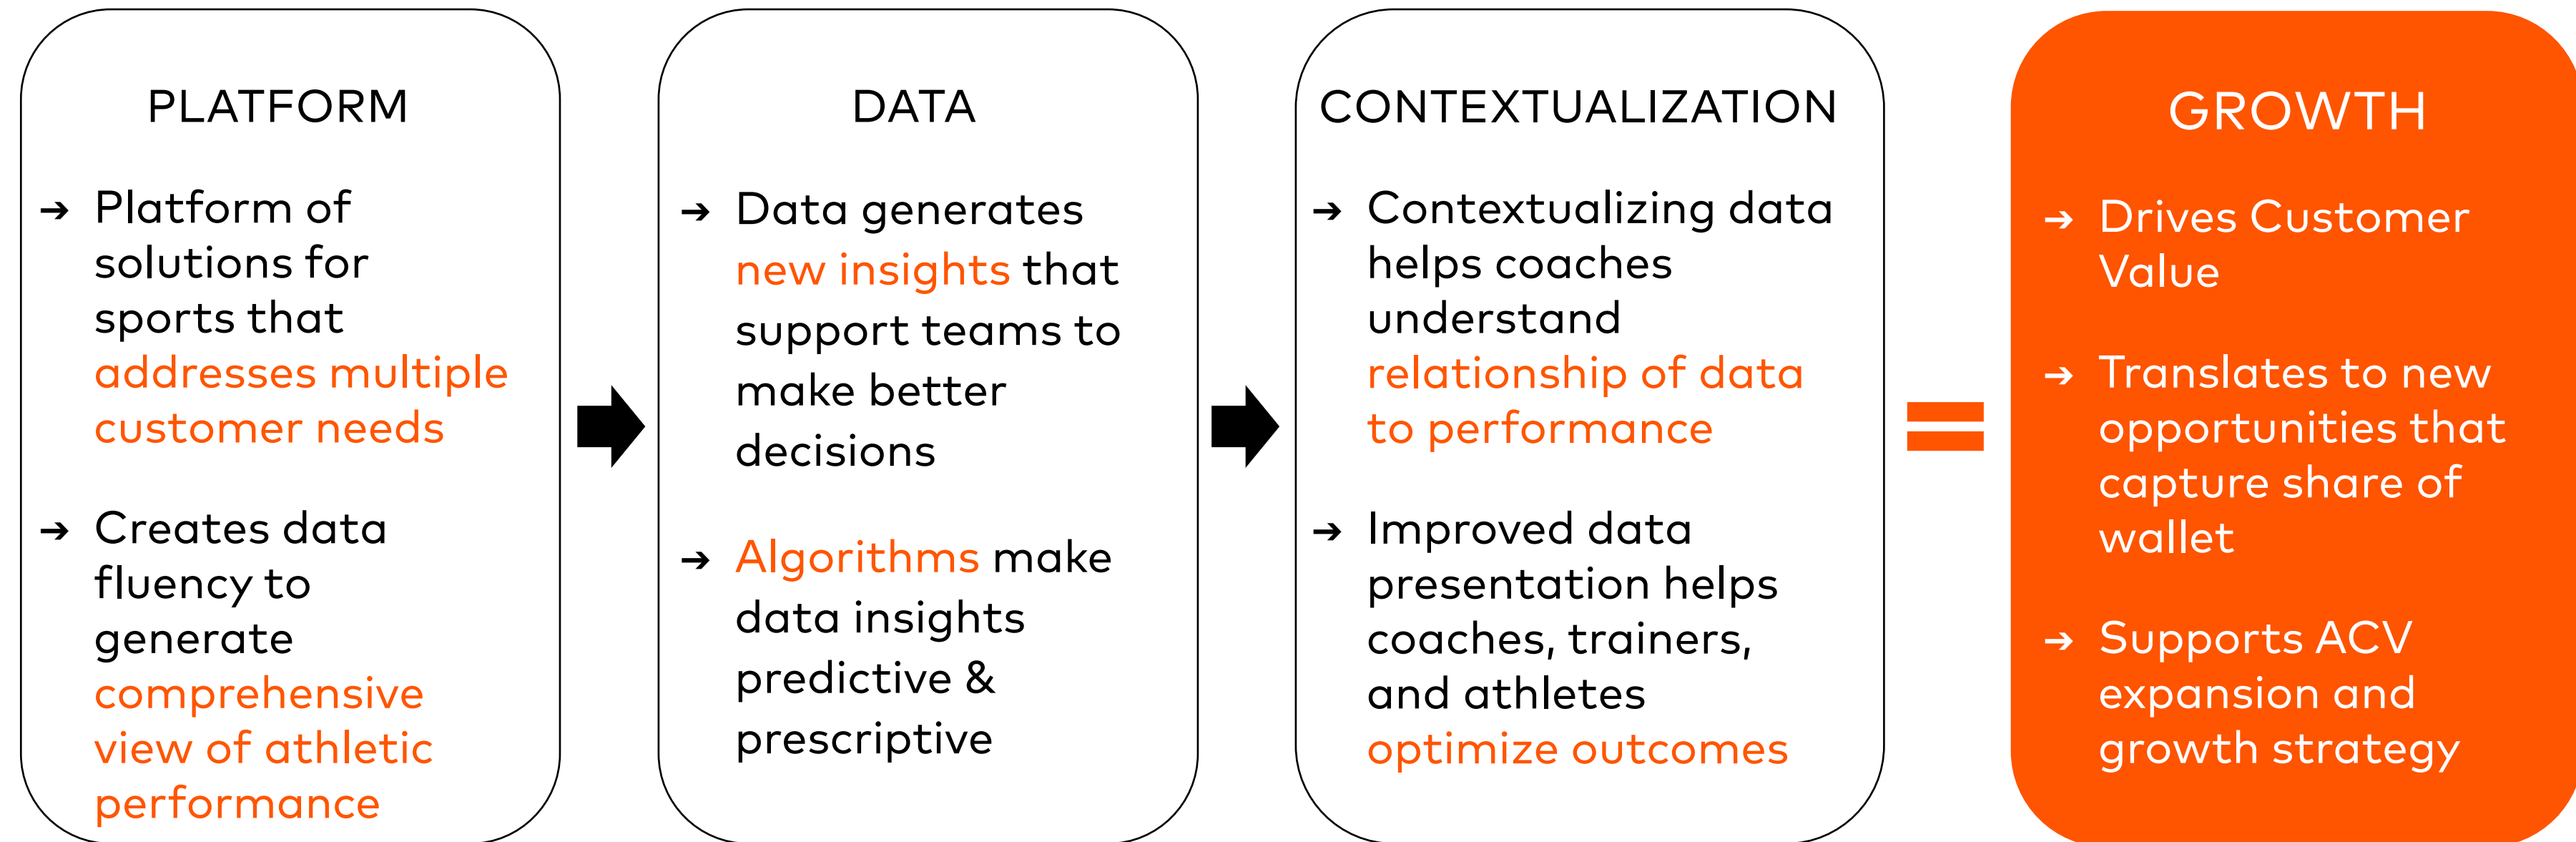 PLATFORM
→ Platform of
solutions for
sports that
addresses multiple
customer needs
→ Creates data
fluency to
generate
comprehensive
view of athletic
performance
DATA
→ Data generates
new insights that
support teams to
make better
decisions
→ Algorithms make
data insights
predictive &
prescriptive
CONTEXTUALIZATION
→ Contextualizing data
helps coaches
understand
relationship of data
to performance
→ Improved data
presentation helps
coaches, trainers,
and athletes
optimize outcomes
=
GROWTH
→ Drives Customer
Value
→ Translates to new
opportunities that
capture share of
wallet
→ Supports ACV
expansion and
growth strategy